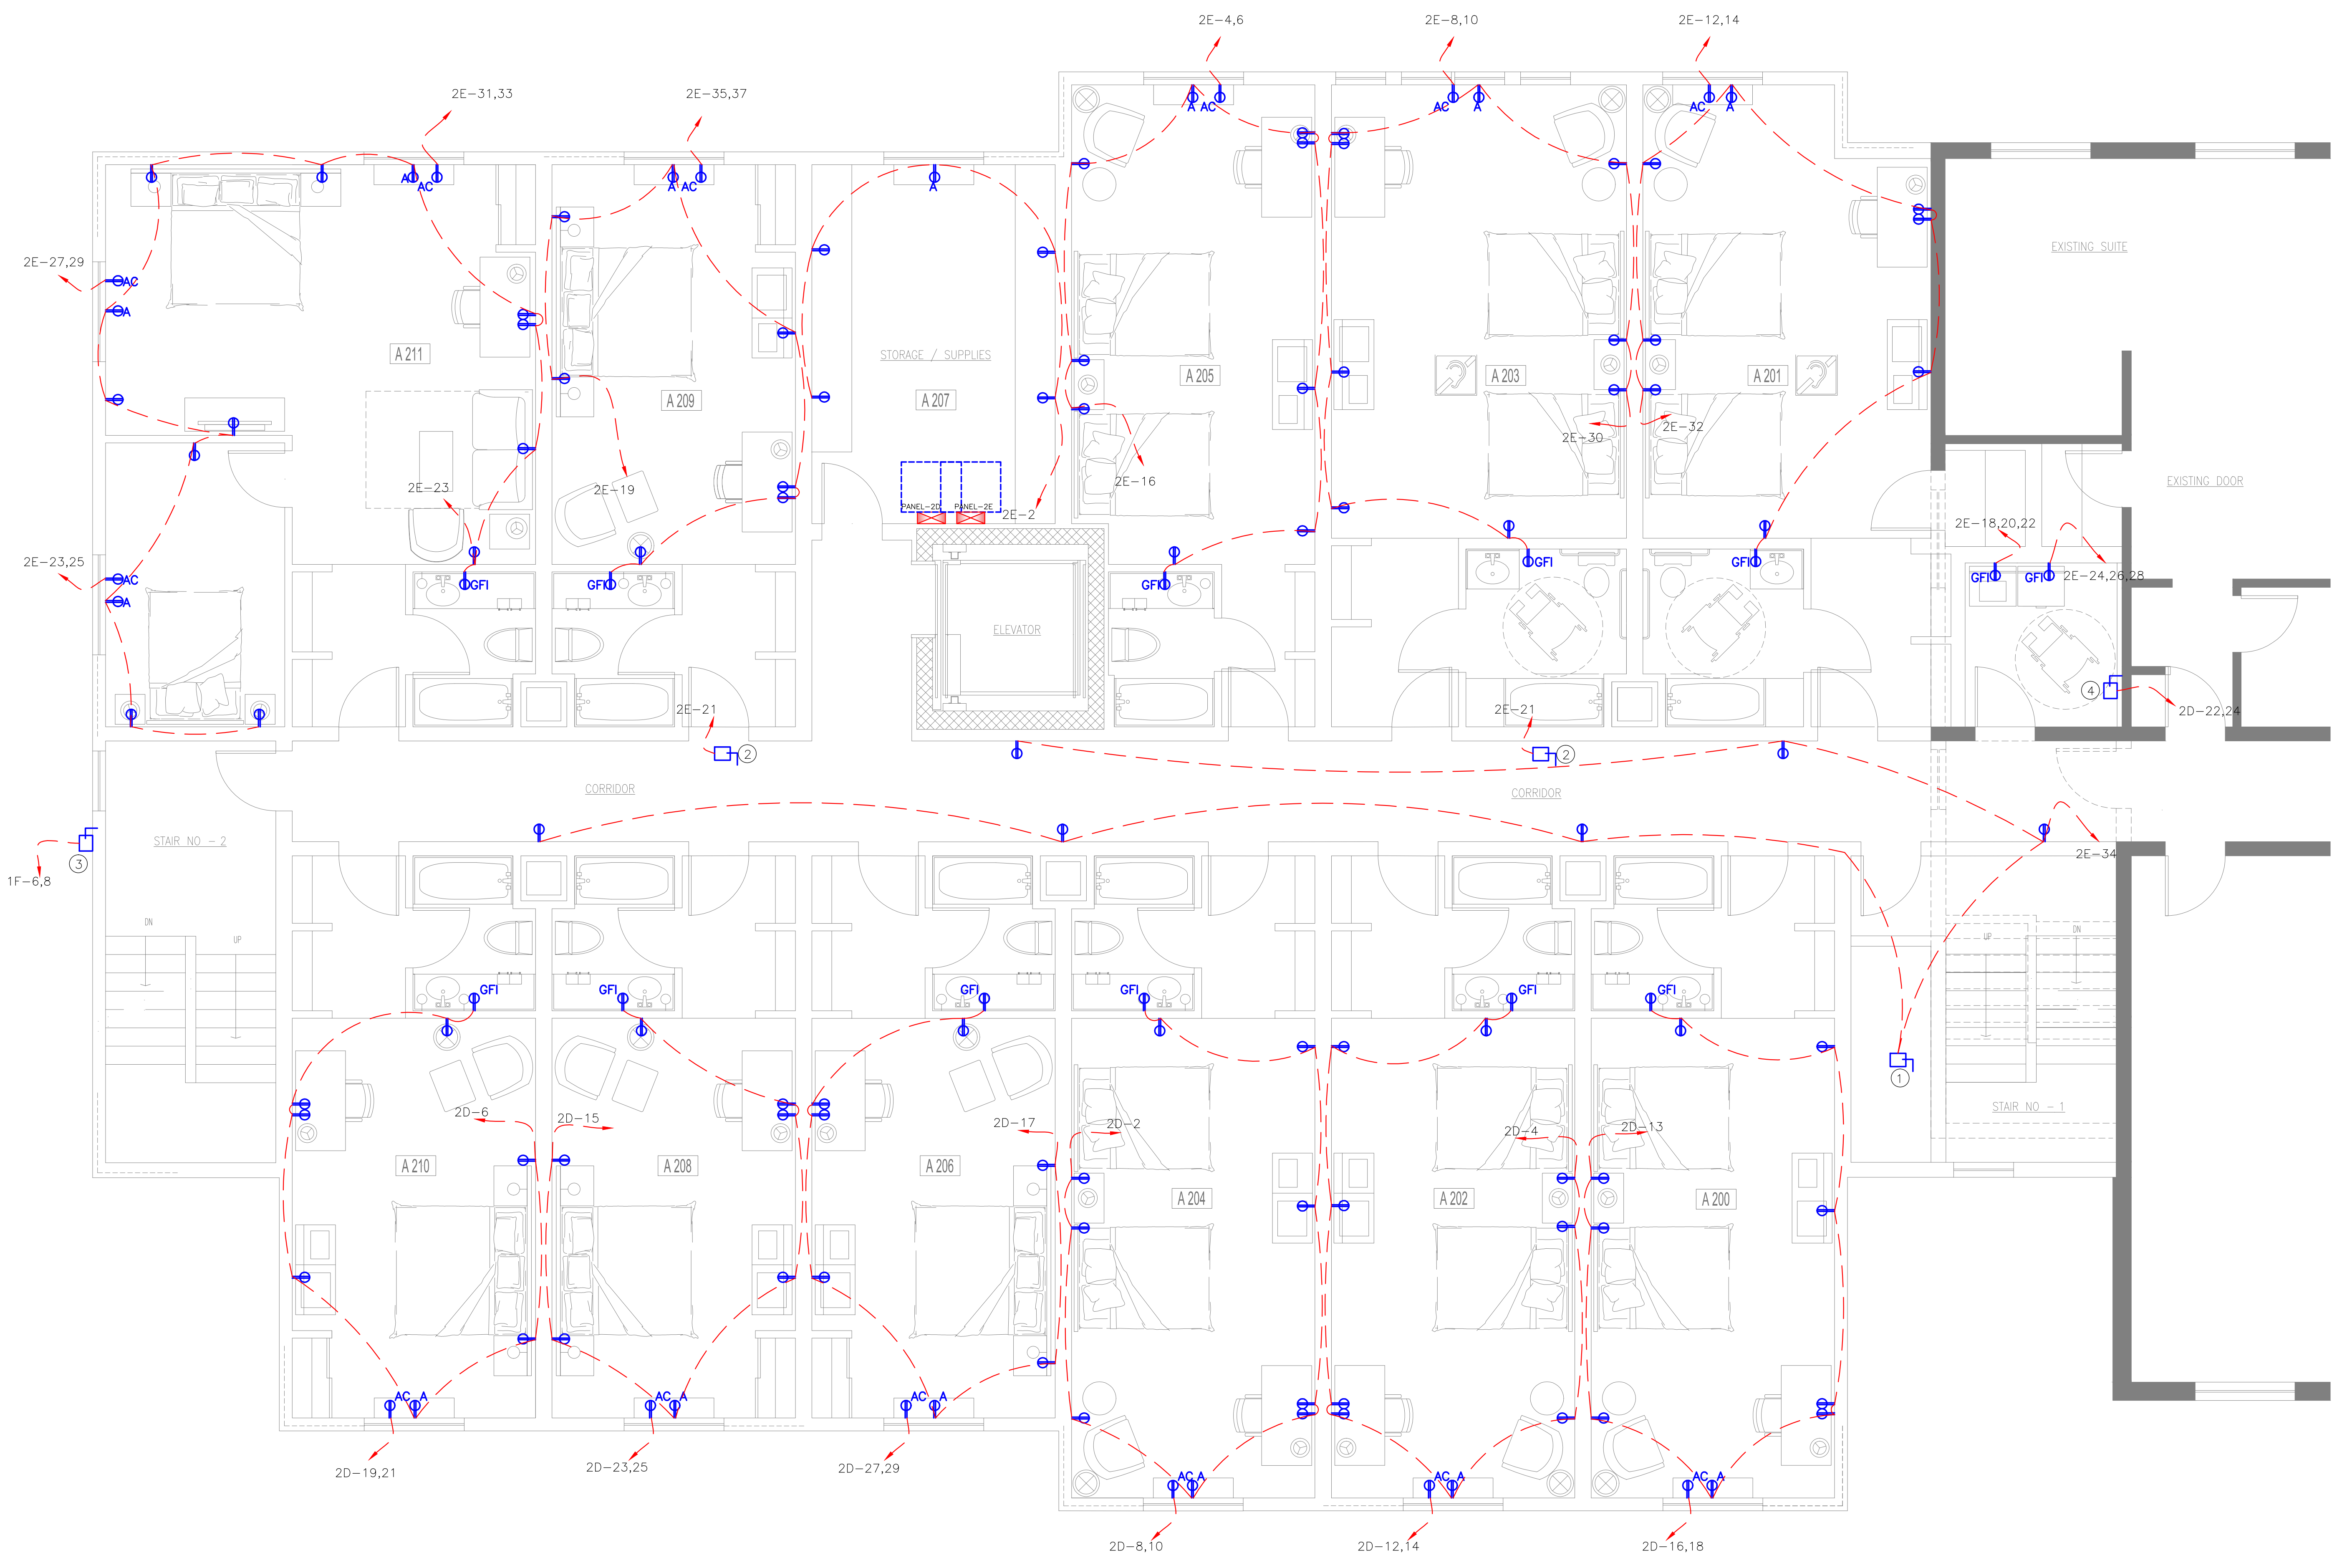 2E-4,6
2E-8,10
2E-12,14
2E-31,33
2E-35,37
A AC
AC
A
AC
A
A
AC
A AC
A
EXISTING SUITE
2E-27,29
AC
A
A 211
STORAGE / SUPPLIES
A 209
A 207
A 205
A 203
A 201
2E-30
2E-32
EXISTING DOOR
2E-23
2E-19
2E-16
PANEL-2D
PANEL-2E
2E-2
2E-18,20,22
2E-23,25
AC
A
GFI
GFI
GFI
GFI
GFI
GFI
GFI
2E-24,26,28
ELEVATOR
2E-21
2E-21
4
2D-22,24
2
2
CORRIDOR
CORRIDOR
STAIR NO - 2
3
1F-6,8
2E-34
DN
UP
UP
DN
GFI
GFI
GFI
GFI
GFI
GFI
1
STAIR NO - 1
2D-6
2D-15
2D-17
2D-2
2D-4
2D-13
A 210
A 208
A 206
A 204
A 202
A 200
AC A
AC A
AC A
2D-19,21
2D-23,25
2D-27,29
AC A
AC A
AC A
2D-8,10
2D-12,14
2D-16,18